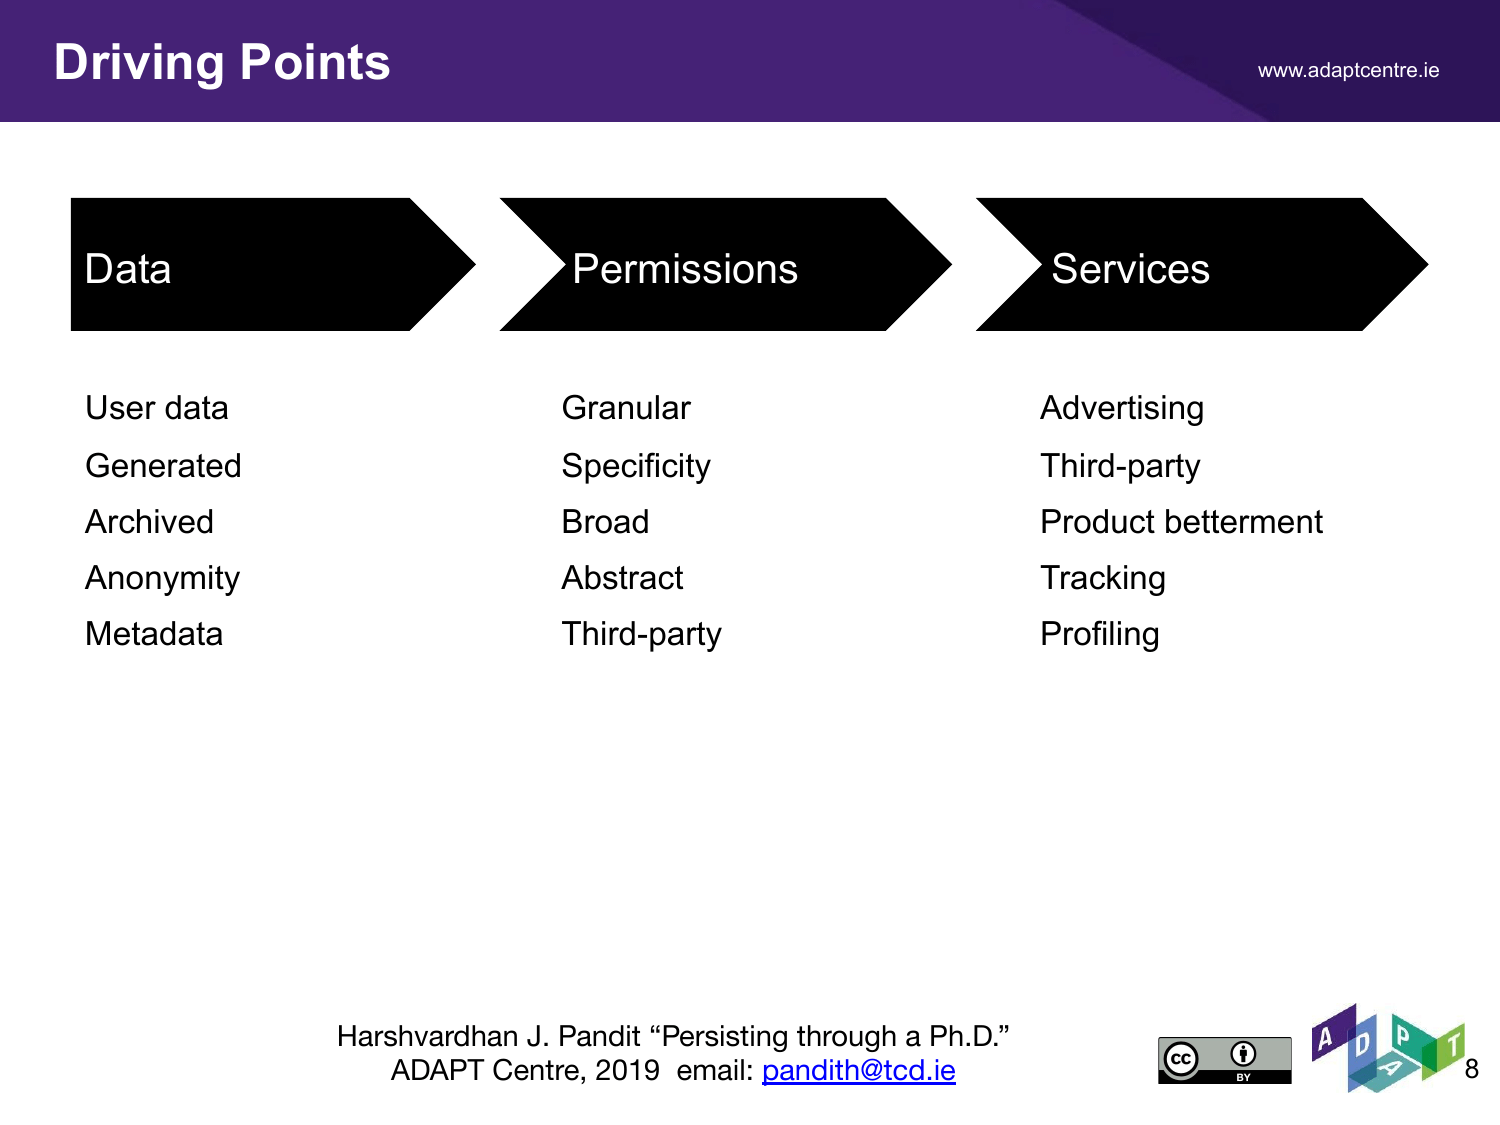 Driving Points
www.adaptcentre.ie
Data
Permissions
Services
User data
Generated
Archived
Anonymity
Metadata
Granular
Specificity
Broad
Abstract
Third-party
Advertising
Third-party
Product betterment
Tracking
Profiling
Harshvardhan J. Pandit “Persisting through a Ph.D.”
ADAPT Centre, 2019 email: pandith@tcd.ie
cc
BY
ADAPT
8